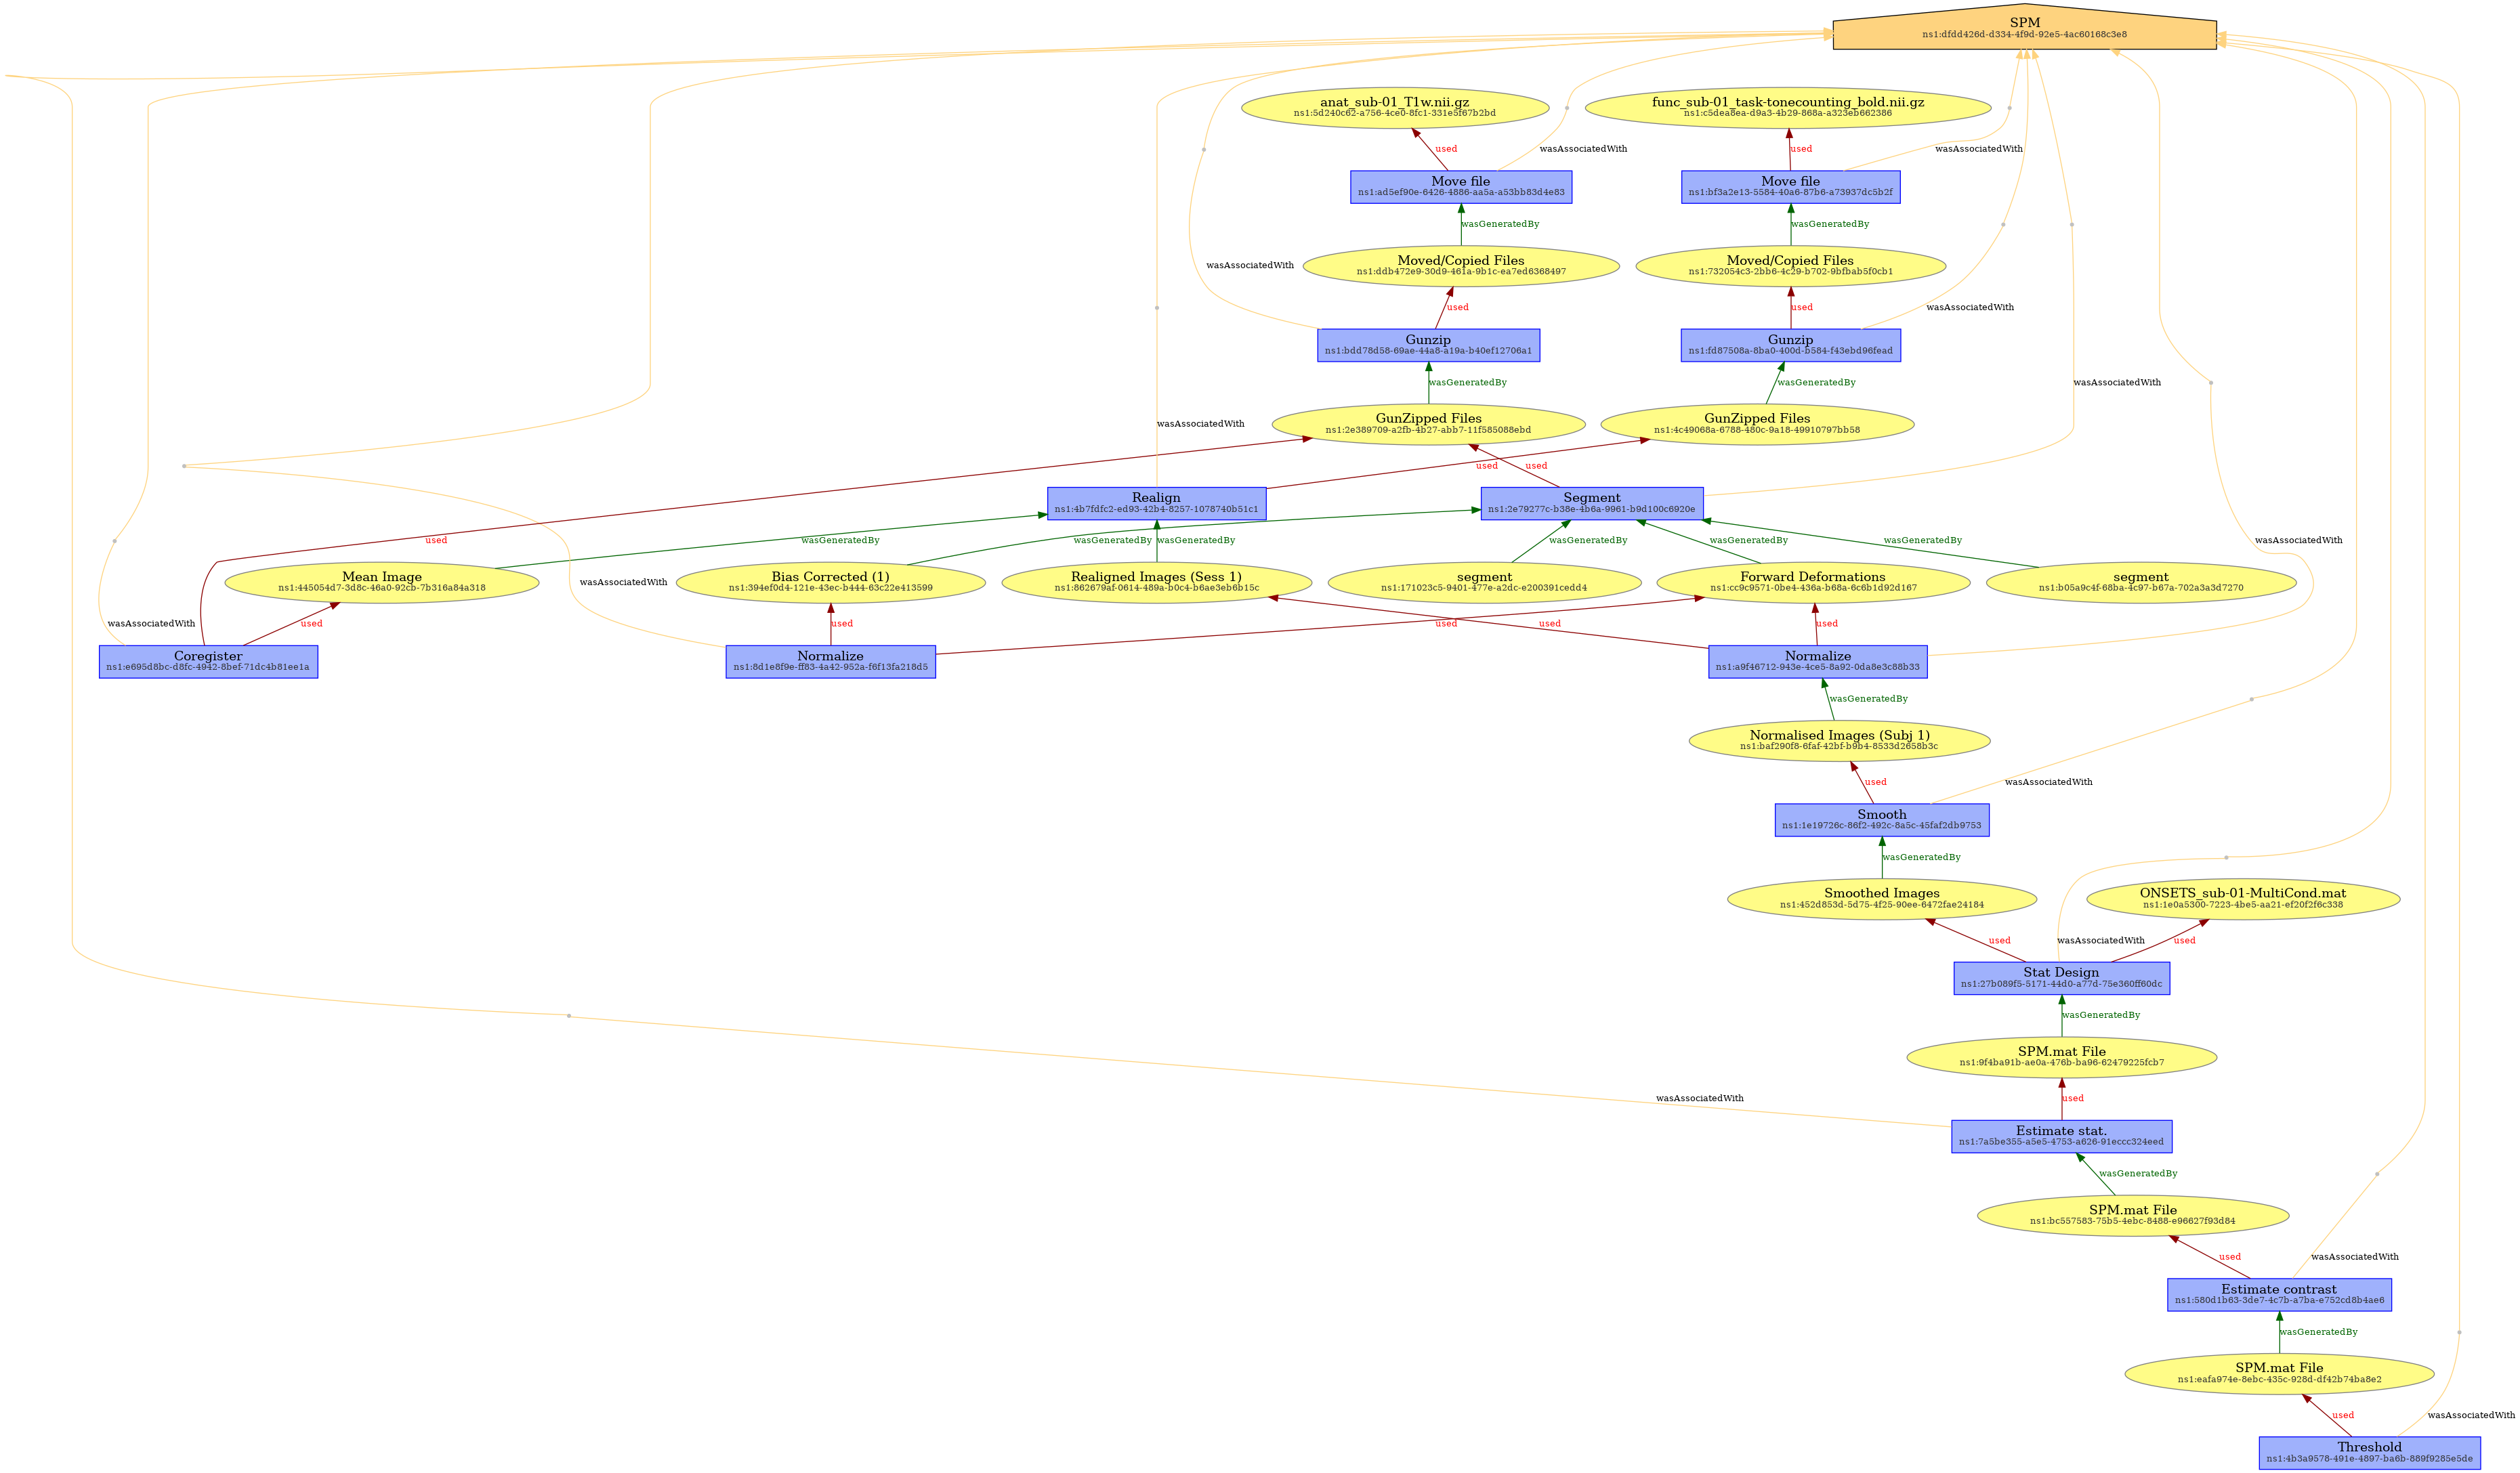 SPM
ns1:dfdd426d-d334-4f9d-92e5-4ac60168c3e8
anat_sub-01_T1w.nii.gz
ns1:5d240c62-a756-4ce0-8fc1-331e5f67b2bd
func_sub-01_task-tonecounting_bold.nii.gz
ns1:c5dea8ea-d9a3-4b29-868a-a323eb662386
used
wasAssociatedWith
used
wasAssociatedWith
Move file
ns1:ad5ef90e-6426-4886-aa5a-a53bb83d4e83
Move file
ns1:bf3a2e13-5584-40a6-87b6-a73937dc5b2f
wasGeneratedBy
wasGeneratedBy
wasAssociatedWith
Moved/Copied Files
ns1:ddb472e9-30d9-461a-9b1c-ea7ed6368497
Moved/Copied Files
ns1:732054c3-2bb6-4c29-b702-9bfbab5f0cb1
used
used
wasAssociatedWith
Gunzip
ns1:bdd78d58-69ae-44a8-a19a-b40ef12706a1
Gunzip
ns1:fd87508a-8ba0-400d-b584-f43ebd96fead
wasGeneratedBy
wasGeneratedBy
wasAssociatedWith
wasAssociatedWith
GunZipped Files
ns1:2e389709-a2fb-4b27-abb7-11f585088ebd
GunZipped Files
ns1:4c49068a-6788-480c-9a18-49910797bb58
used
used
Realign
ns1:4b7fdfc2-ed93-42b4-8257-1078740b51c1
Segment
ns1:2e79277c-b38e-4b6a-9961-b9d100c6920e
used
wasGeneratedBy
wasGeneratedBy
wasGeneratedBy
wasGeneratedBy
wasGeneratedBy
wasGeneratedBy
wasAssociatedWith
Mean Image
ns1:445054d7-3d8c-46a0-92cb-7b316a84a318
wasAssociatedWith
Bias Corrected (1)
ns1:394ef0d4-121e-43ec-b444-63c22e413599
Realigned Images (Sess 1)
ns1:862679af-0614-489a-b0c4-b6ae3eb6b15c
segment
ns1:171023c5-9401-477e-a2dc-e200391cedd4
Forward Deformations
ns1:cc9c9571-0be4-436a-b68a-6c6b1d92d167
segment
ns1:b05a9c4f-68ba-4c97-b67a-702a3a3d7270
wasAssociatedWith
used
used
used
used
used
Coregister
ns1:e695d8bc-d8fc-4942-8bef-71dc4b81ee1a
Normalize
ns1:8d1e8f9e-ff83-4a42-952a-f6f13fa218d5
Normalize
ns1:a9f46712-943e-4ce5-8a92-0da8e3c88b33
wasGeneratedBy
Normalised Images (Subj 1)
ns1:baf290f8-6faf-42bf-b9b4-8533d2658b3c
used
wasAssociatedWith
Smooth
ns1:1e19726c-86f2-492c-8a5c-45faf2db9753
wasGeneratedBy
Smoothed Images
ns1:452d853d-5d75-4f25-90ee-6472fae24184
ONSETS_sub-01-MultiCond.mat
ns1:1e0a5300-7223-4be5-aa21-ef20f2f6c338
used
wasAssociatedWith
used
Stat Design
ns1:27b089f5-5171-44d0-a77d-75e360ff60dc
wasGeneratedBy
SPM.mat File
ns1:9f4ba91b-ae0a-476b-ba96-62479225fcb7
wasAssociatedWith
used
Estimate stat.
ns1:7a5be355-a5e5-4753-a626-91eccc324eed
wasGeneratedBy
SPM.mat File
ns1:bc557583-75b5-4ebc-8488-e96627f93d84
used
wasAssociatedWith
Estimate contrast
ns1:580d1b63-3de7-4c7b-a7ba-e752cd8b4ae6
wasGeneratedBy
SPM.mat File
ns1:eafa974e-8ebc-435c-928d-df42b74ba8e2
used
wasAssociatedWith
Threshold
ns1:4b3a9578-491e-4897-ba6b-889f9285e5de